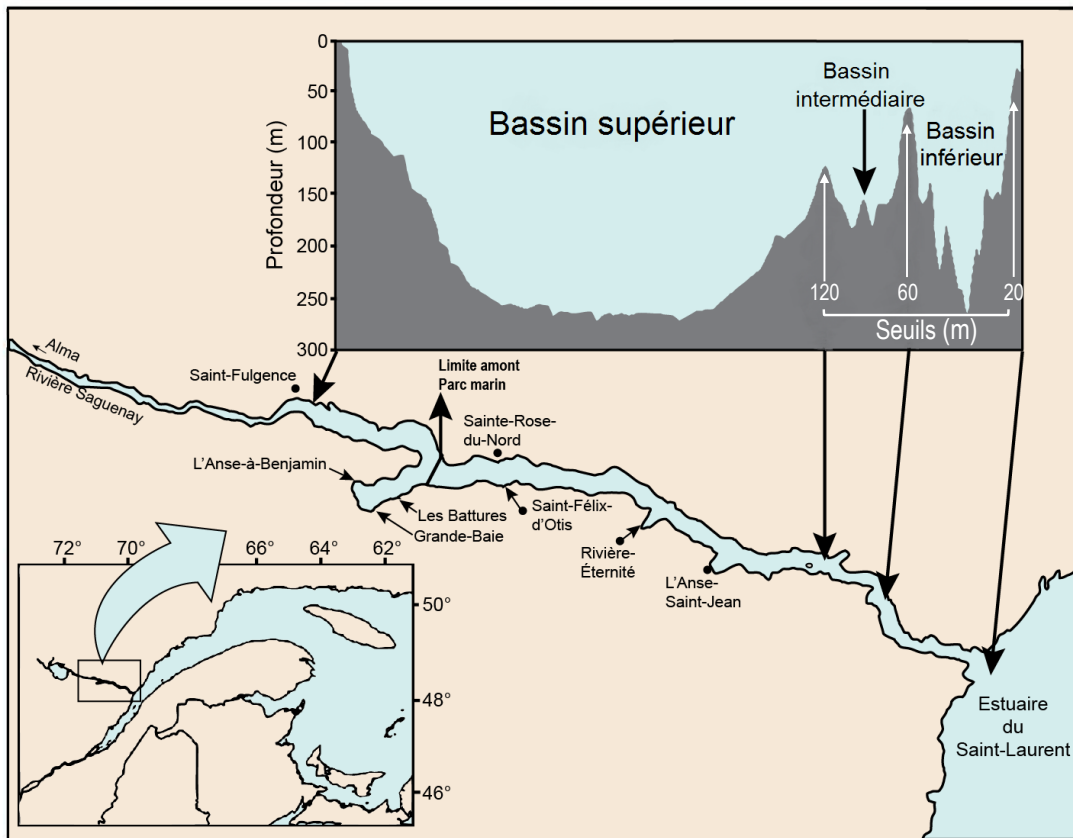 0
50
100
150
200
250
300
Profondeur (m)
Bassin supérieur
Bassin
intermédiaire
Bassin
inférieur
120
60
20
Seuils (m)
Alma
Rivière Saguenay
Saint-Fulgence
Limite amont
Parc marin
Sainte-Rose-
du-Nord
L'Anse-à-Benjamin
Les Battures
Grande-Baie
Saint-Félix-
d'Otis
Rivière-
Éternité
L'Anse-
Saint-Jean
Estuaire
du
Saint-Laurent
72° 70° 66° 64° 62°
50°
48°
46°